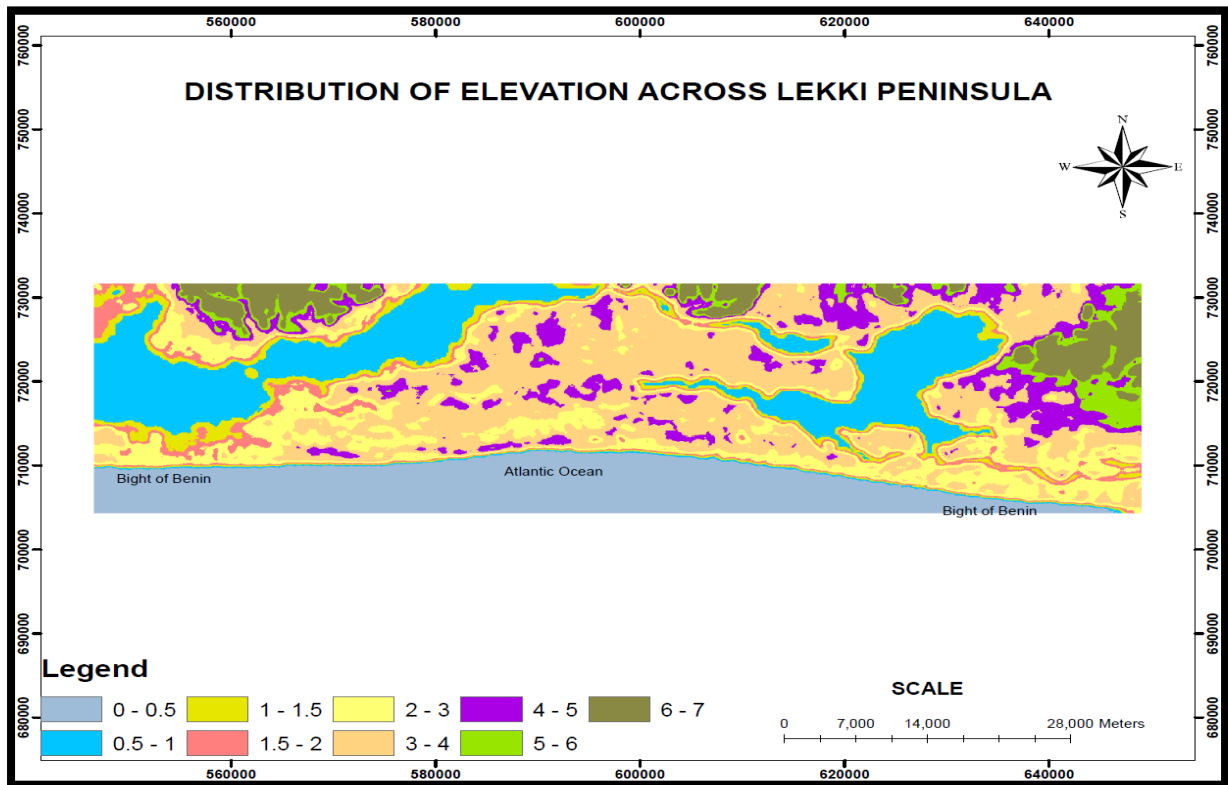 560000 580000 600000 620000 640000
DISTRIBUTION OF ELEVATION ACROSS LEKKI PENINSULA
N
W E
S
760000 760000
750000 750000
740000 740000
730000 730000
720000 720000
710000 710000
700000 700000
690000 690000
680000 680000
Atlantic Ocean
Bight of Benin
Bight of Benin
Legend
0 - 0.5 1 - 1.5 2 - 3 4 - 5 6 - 7
0.5 - 1 1.5 - 2 3 - 4 5 - 6
SCALE
0 7,000 14,000 28,000 Meters
560000 580000 600000 620000 640000